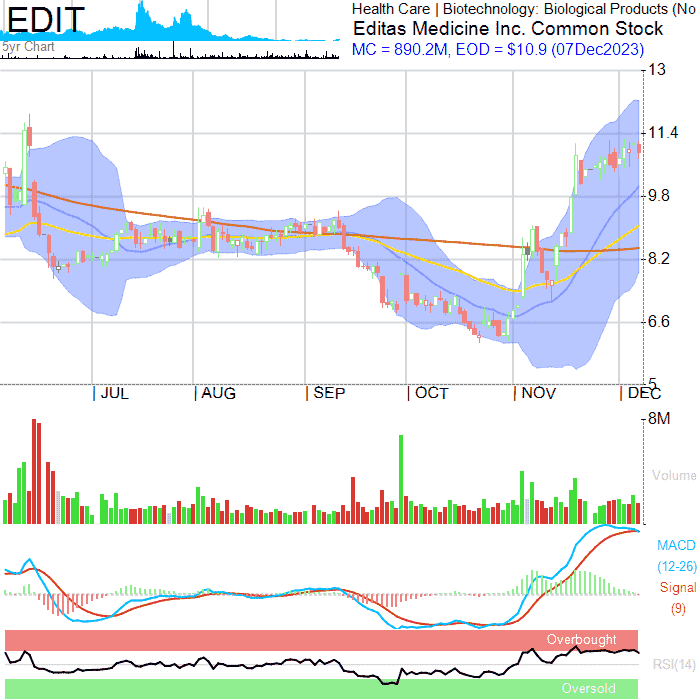 EDIT
5yr Chart
Health Care | Biotechnology: Biological Products (No
Editas Medicine Inc. Common Stock
MC = 890.2M, EOD = $10.9 (07Dec2023)
13
11.4
9.8
8.2
6.6
5
JUL AUG SEP OCT NOV DEC
8M
Volume
MACD
(12-26)
Signal
(9)
Overbought
RSI(14)
Oversold